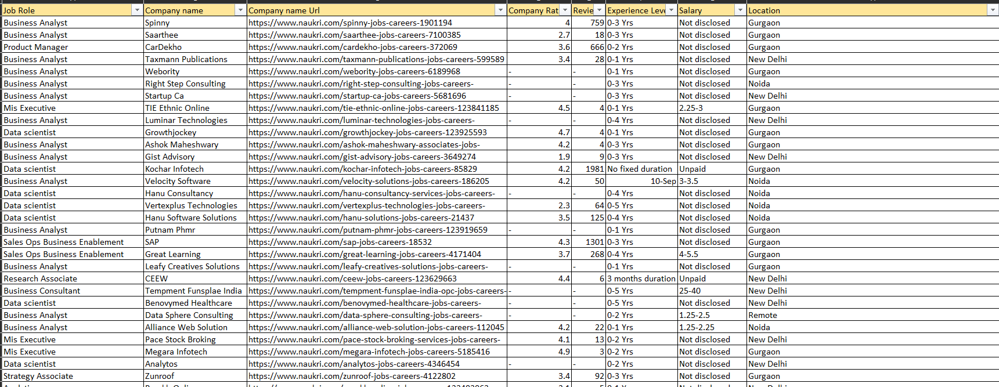 Job Role Company name Company name Url Company Rat Revie Experience Leve Salary Location
Business Analyst Spinny https://www.naukri.com/spinny-jobs-careers-1901194 4 759 0-3 Yrs Not disclosed Gurgaon
Business Analyst Saarthee https://www.naukri.com/saarthee-jobs-careers-7100385 2.7 18 0-3 Yrs Not disclosed Gurgaon
Product Manager CarDekho https://www.naukri.com/cardekho-jobs-careers-372069 3.6 666 0-2 Yrs Not disclosed Gurgaon
Business Analyst Taxmann Publications https://www.naukri.com/taxmann-publications-jobs-careers-599589 3.4 28 0-1 Yrs Not disclosed New Delhi
Business Analyst Webority https://www.naukri.com/webority-jobs-careers-6189968 - - 0-1 Yrs Not disclosed Gurgaon
Business Analyst Right Step Consulting https://www.naukri.com/right-step-consulting-jobs-careers- - - 0-3 Yrs Not disclosed Noida
Business Analyst Startup Ca https://www.naukri.com/startup-ca-jobs-careers-5681696 - - 0-3 Yrs Not disclosed New Delhi
Mis Executive TIE Ethnic Online https://www.naukri.com/tie-ethnic-online-jobs-careers-123841185 4.5 4 0-1 Yrs 2.25-3 Gurgaon
Business Analyst Luminar Technologies https://www.naukri.com/luminar-technologies-jobs-careers- - - 0-4 Yrs Not disclosed New Delhi
Data scientist Growthjockey https://www.naukri.com/growthjockey-jobs-careers-123925593 4.7 4 0-1 Yrs Not disclosed Gurgaon
Business Analyst Ashok Maheshwary https://www.naukri.com/ashok-maheshwary-associates-jobs- 4.2 4 0-3 Yrs Not disclosed Gurgaon
Business Analyst Gist Advisory https://www.naukri.com/gist-advisory-jobs-careers-3649274 1.9 9 0-3 Yrs Not disclosed New Delhi
Data scientist Kochar Infotech https://www.naukri.com/kochar-infotech-jobs-careers-85829 4.2 1981 No fixed duration Unpaid Gurgaon
Business Analyst Velocity Software https://www.naukri.com/velocity-solutions-jobs-careers-186205 4.2 50 10-Sep 3-3.5 Noida
Data scientist Hanu Consultancy https://www.naukri.com/hanu-consultancy-services-jobs-careers- - - 0-4 Yrs Not disclosed Noida
Data scientist Vertexplus Technologies https://www.naukri.com/vertexplus-technologies-jobs-careers- 2.3 64 0-5 Yrs Not disclosed Noida
Data scientist Hanu Software Solutions https://www.naukri.com/hanu-solutions-jobs-careers-21437 3.5 125 0-4 Yrs Not disclosed Noida
Business Analyst Putnam Phmr https://www.naukri.com/putnam-phmr-jobs-careers-123919659 - - 0-1 Yrs Not disclosed Gurgaon
Sales Ops Business Enablement SAP https://www.naukri.com/sap-jobs-careers-18532 4.3 1301 0-3 Yrs Not disclosed Gurgaon
Sales Ops Business Enablement Great Learning https://www.naukri.com/great-learning-jobs-careers-4171404 3.7 268 0-4 Yrs 4-5.5 Gurgaon
Business Analyst Leafy Creatives Solutions https://www.naukri.com/leafy-creatives-solutions-jobs-careers- - - 0-1 Yrs Not disclosed Gurgaon
Research Associate CEEW https://www.naukri.com/ceew-jobs-careers-123629663 4.4 6 3 months duration Unpaid New Delhi
Business Consultant Tempment Funsplae India https://www.naukri.com/tempment-funsplae-india-opc-jobs-careers- - - 0-5 Yrs 25-40 New Delhi
Data scientist Benovymed Healthcare https://www.naukri.com/benovymed-healthcare-jobs-careers- - - 0-5 Yrs Not disclosed New Delhi
Business Analyst Data Sphere Consulting https://www.naukri.com/data-sphere-consulting-jobs-careers- - - 0-2 Yrs 1.25-2.5 Remote
Business Analyst Alliance Web Solution https://www.naukri.com/alliance-web-solution-jobs-careers-112045 4.2 22 0-1 Yrs 1.25-2.25 Noida
Mis Executive Pace Stock Broking https://www.naukri.com/pace-stock-broking-services-jobs-careers- 4.1 13 0-2 Yrs Not disclosed New Delhi
Mis Executive Megara Infotech https://www.naukri.com/megara-infotech-jobs-careers-5185416 4.9 3 0-2 Yrs Not disclosed Gurgaon
Data scientist Analytos https://www.naukri.com/analytos-jobs-careers-4346454 - - 0-2 Yrs Not disclosed New Delhi
Strategy Associate Zunroof https://www.naukri.com/zunroof-jobs-careers-4122802 3.4 92 0-3 Yrs Not disclosed Gurgaon